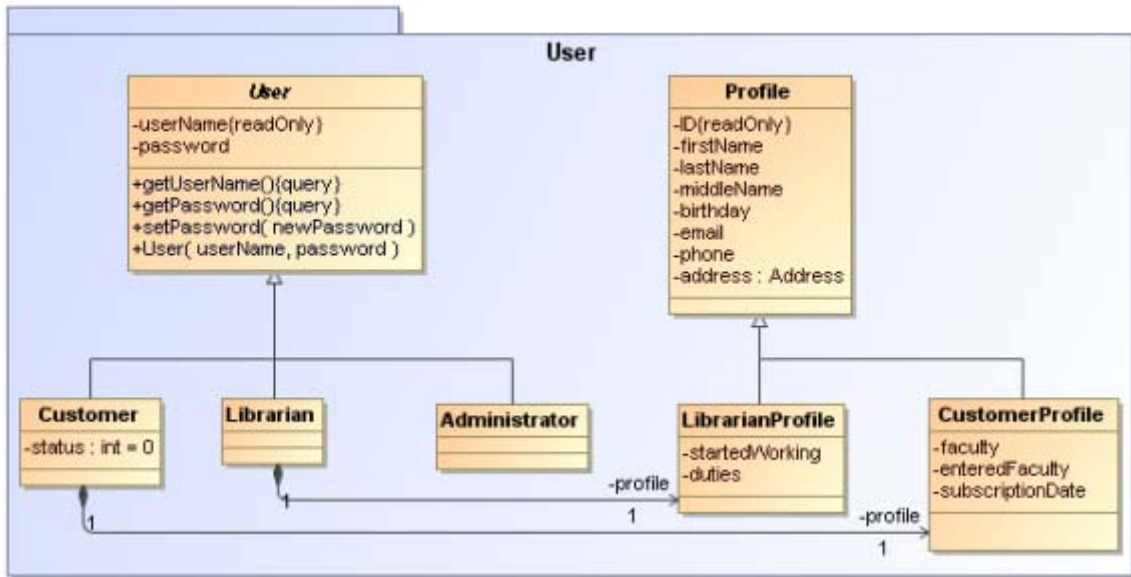 User
User
-userName{readOnly}
-password
+getUserName(){query}
+getPassword(){query}
+setPassword( newPassword )
+User( userName, password )
Profile
-ID{readOnly}
-firstName
-lastName
-middleName
-birthday
-email
-phone
-address : Address
Customer
-status : int = 0
Librarian
Administrator
LibrarianProfile
-startedWorking
-duties
CustomerProfile
-faculty
-enteredFaculty
-subscriptionDate
1
-profile
1
1
-profile
1